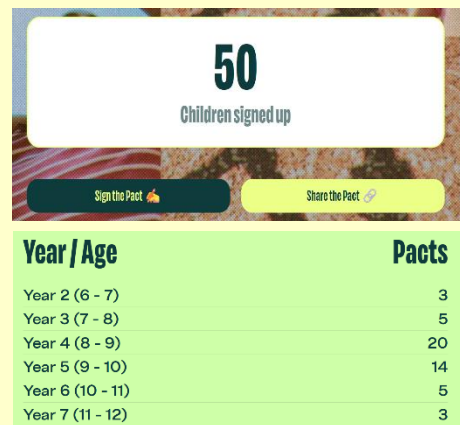 50
Children signed up
Sign the Pact ✍️ Share the Pact 🔗
Year / Age Pacts
Year 2 (6 - 7) 3
Year 3 (7 - 8) 5
Year 4 (8 - 9) 20
Year 5 (9 - 10) 14
Year 6 (10 - 11) 5
Year 7 (11 - 12) 3